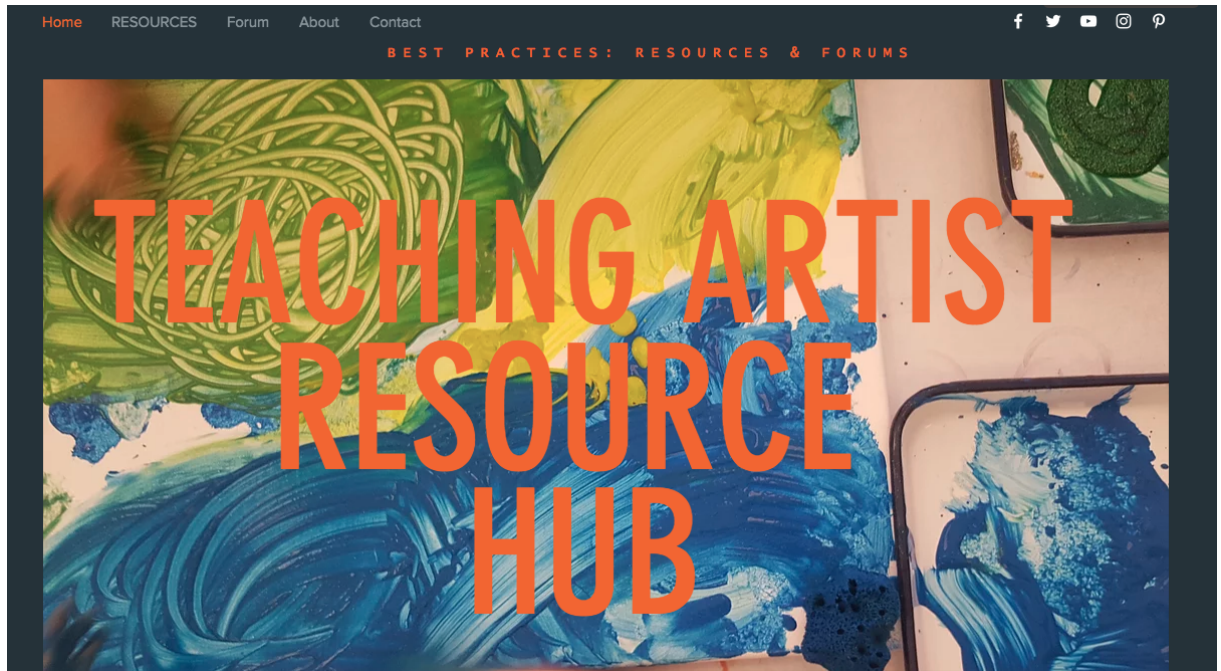 Home RESOURCES Forum About Contact
BEST PRACTICES: RESOURCES & FORUMS
TEACHING ARTIST
RESOURCE
HUB